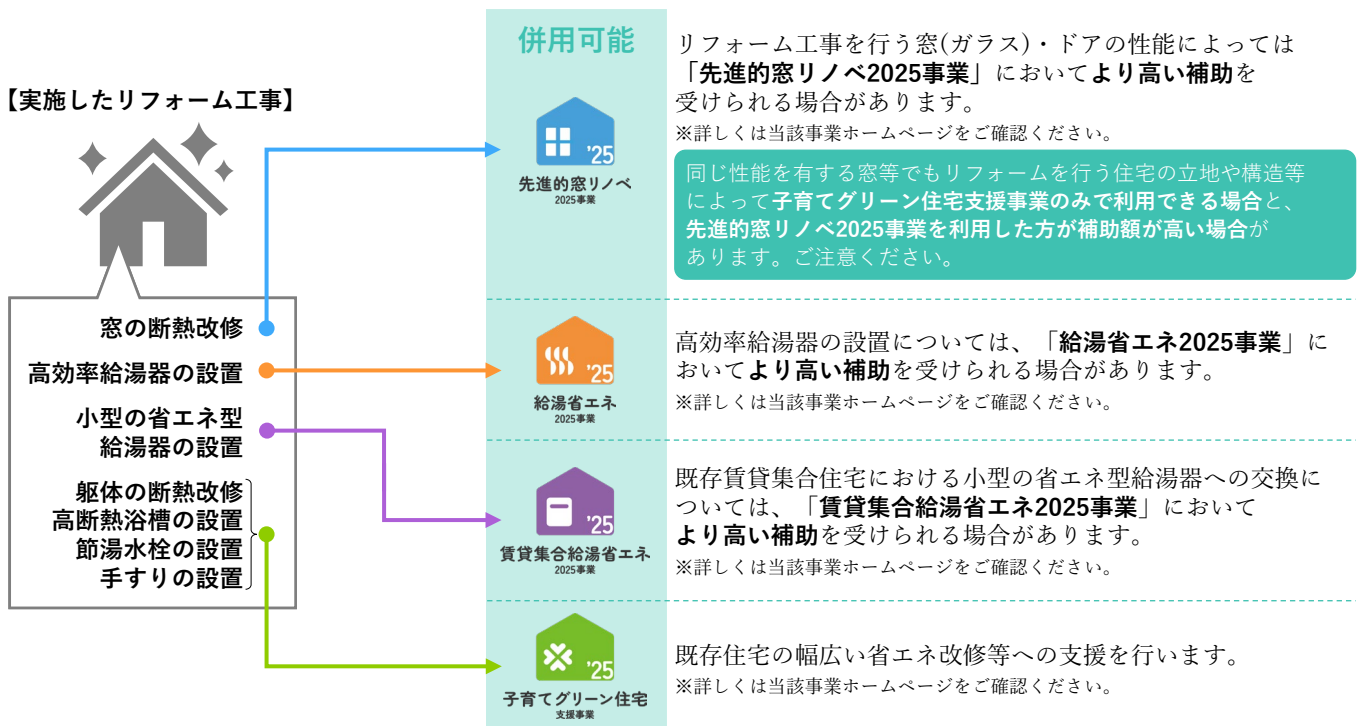 【実施したリフォーム工事】
窓の断熱改修
高効率給湯器の設置
小型の省エネ型
給湯器の設置
躯体の断熱改修
高断熱浴槽の設置
節湯水栓の設置
手すりの設置
併用可能
'25
先進的窓リノベ
2025事業
リフォーム工事を行う窓(ガラス)・ドアの性能によっては
「先進的窓リノベ2025事業」においてより高い補助を
受けられる場合があります。
※詳しくは当該事業ホームページをご確認ください。
同じ性能を有する窓等でもリフォームを行う住宅の立地や構造等
によって子育てグリーン住宅支援事業のみで利用できる場合と、
先進的窓リノベ2025事業を利用した方が補助額が高い場合が
あります。ご注意ください。
'25
給湯省エネ
2025事業
高効率給湯器の設置については、「給湯省エネ2025事業」に
おいてより高い補助を受けられる場合があります。
※詳しくは当該事業ホームページをご確認ください。
'25
賃貸集合給湯省エネ
2025事業
既存賃貸集合住宅における小型の省エネ型給湯器への交換に
ついては、「賃貸集合給湯省エネ2025事業」において
より高い補助を受けられる場合があります。
※詳しくは当該事業ホームページをご確認ください。
'25
子育てグリーン住宅
支援事業
既存住宅の幅広い省エネ改修等への支援を行います。
※詳しくは当該事業ホームページをご確認ください。